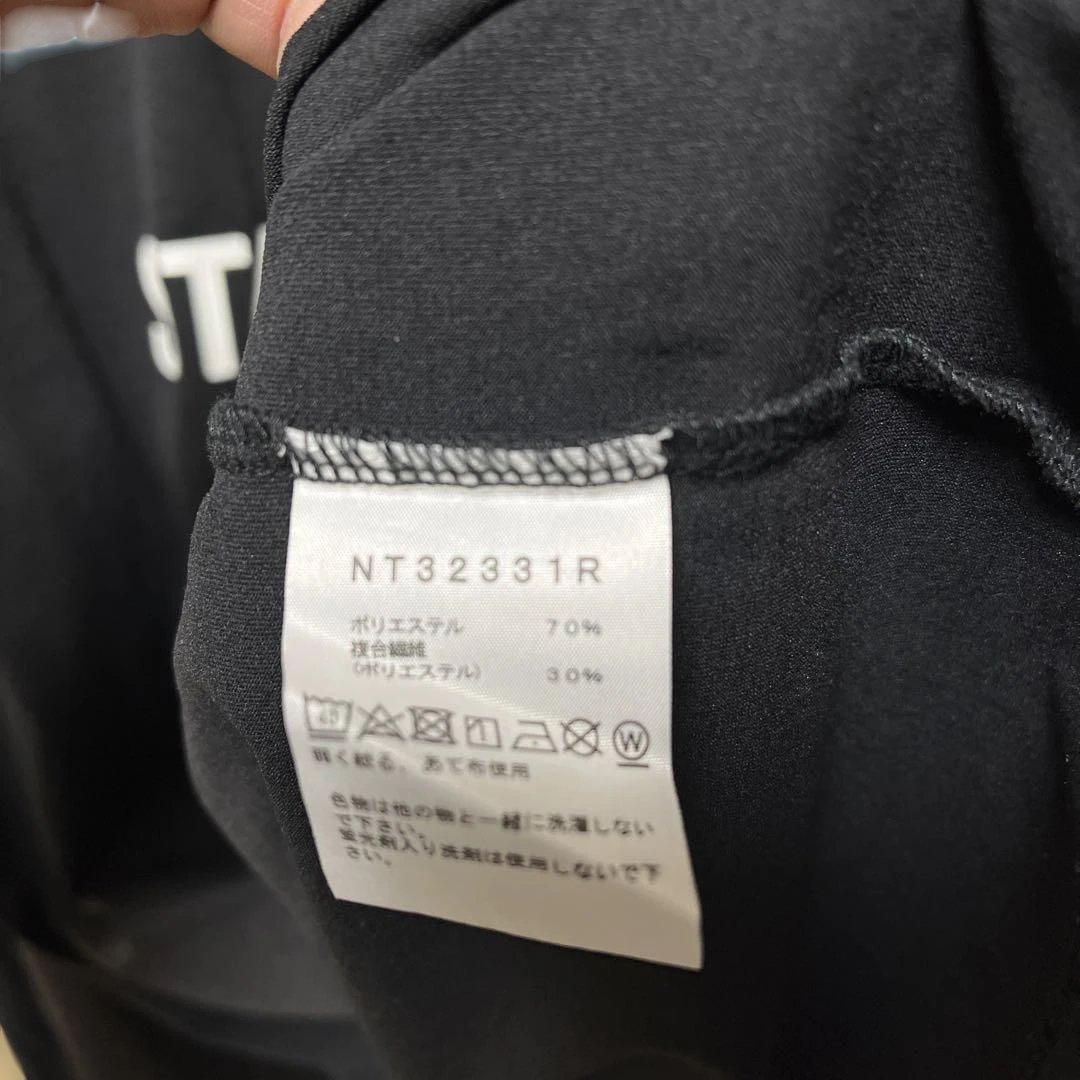 ST
NT32331R
ポリエステル 70%
複合繊維
(ポリエステル) 30%
40
W
弱く絞る、あて布使用
色物は他の物と一緒に洗濯しない
で下さい。
蛍光剤入り洗剤は使用しないで下
さい。